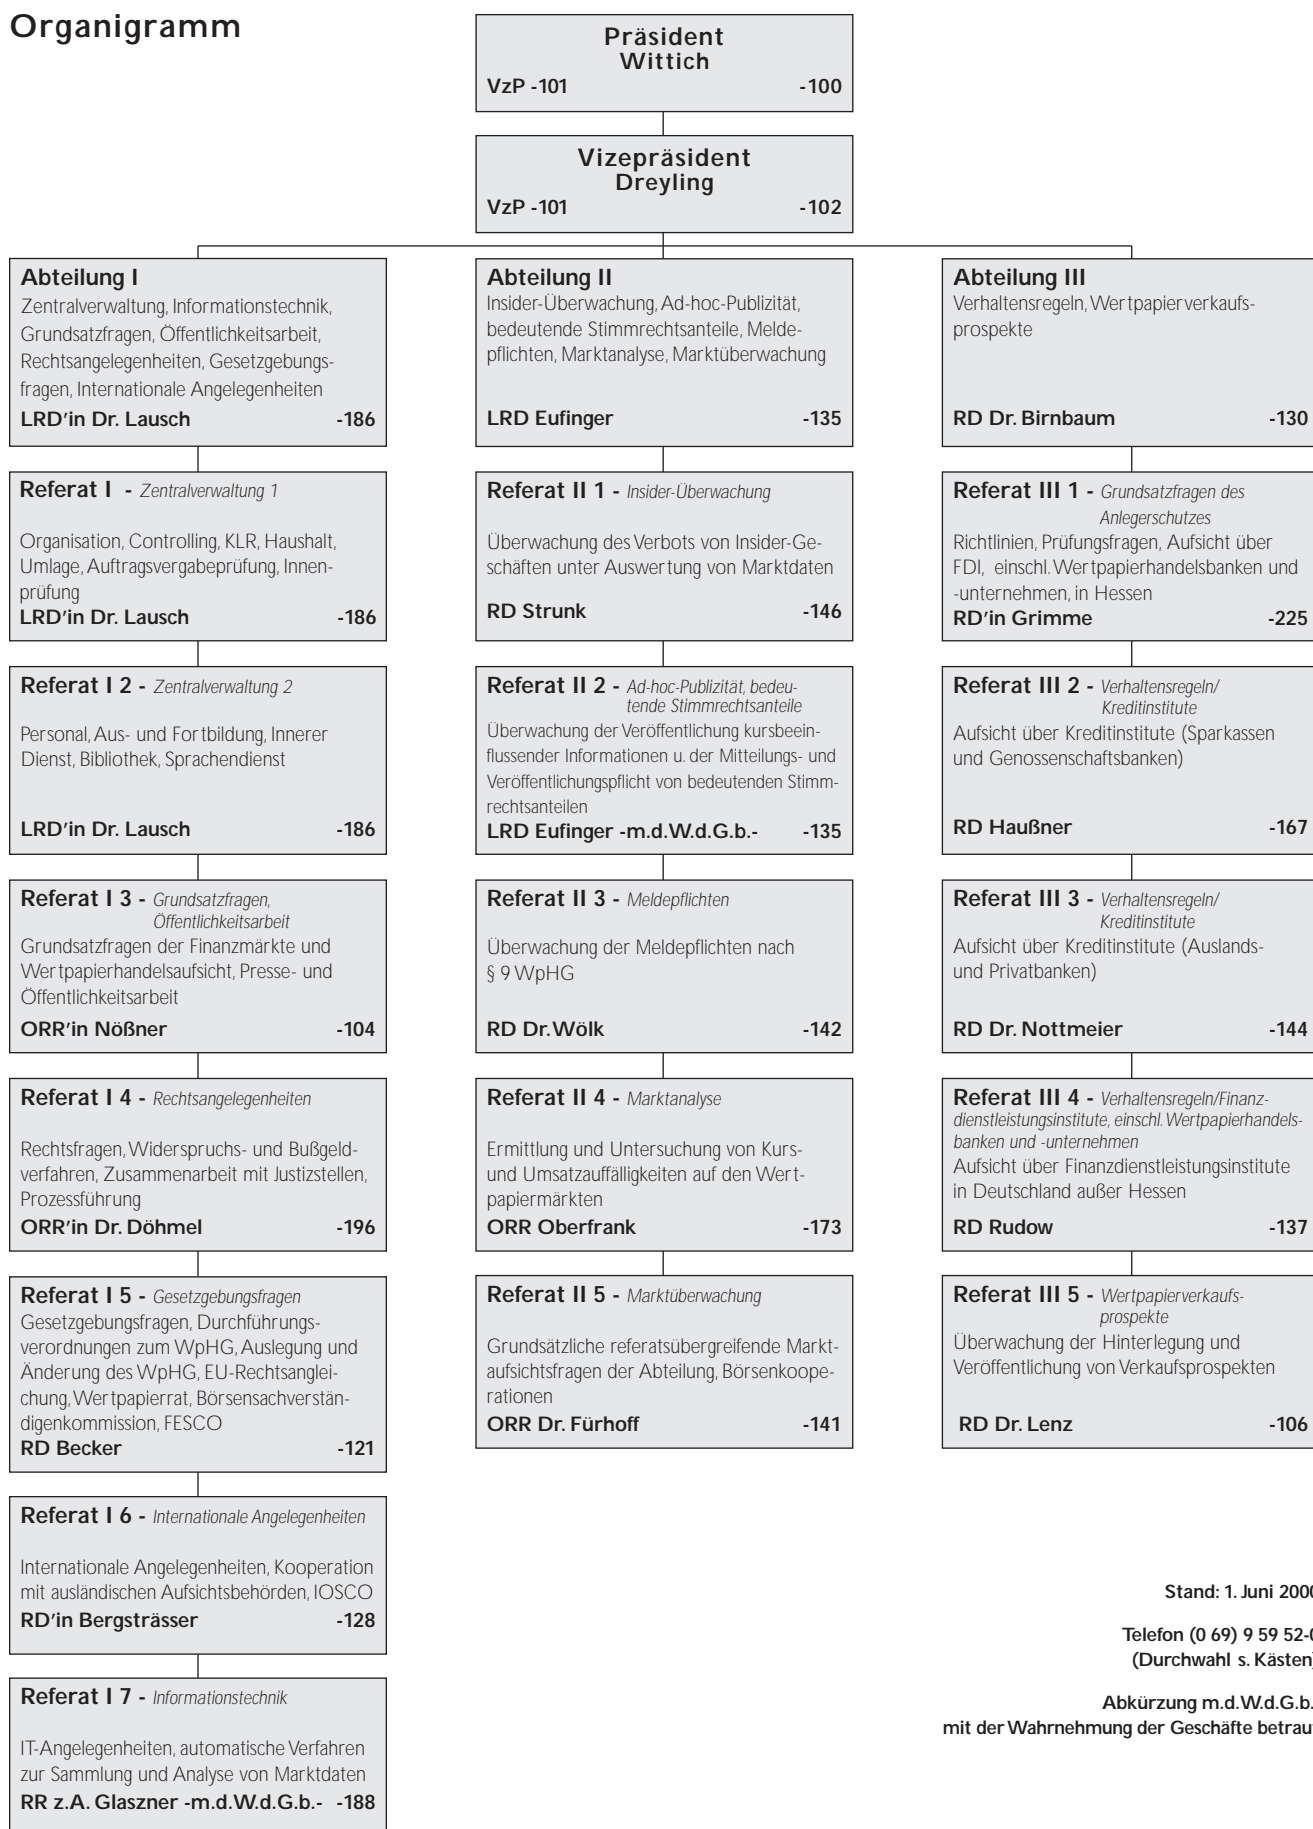 Organigramm
Präsident
Wittich
VzP -101 -100
Vizepräsident
Dreyling
VzP -101 -102
Abteilung I
Zentralverwaltung, Informationstechnik,
Grundsatzfragen, Öffentlichkeitsarbeit,
Rechtsangelegenheiten, Gesetzgebungs-
fragen, Internationale Angelegenheiten
LRD'in Dr. Lausch -186
Referat I - Zentralverwaltung 1
Organisation, Controlling, KLR, Haushalt,
Umlage, Auftragsvergabeprüfung, Innen-
prüfung
LRD'in Dr. Lausch -186
Referat I 2 - Zentralverwaltung 2
Personal, Aus- und Fortbildung, Innerer
Dienst, Bibliothek, Sprachendienst
LRD'in Dr. Lausch -186
Referat I 3 - Grundsatzfragen,
Öffentlichkeitsarbeit
Grundsatzfragen der Finanzmärkte und
Wertpapierhandelsaufsicht, Presse- und
Öffentlichkeitsarbeit
ORR'in Nößner -104
Referat I 4 - Rechtsangelegenheiten
Rechtsfragen, Widerspruchs- und Bußgeld-
verfahren, Zusammenarbeit mit Justizstellen,
Prozessführung
ORR'in Dr. Döhmel -196
Referat I 5 - Gesetzgebungsfragen
Gesetzgebungsfragen, Durchführungs-
verordnungen zum WpHG, Auslegung und
Änderung des WpHG, EU-Rechtsanglei-
chung, Wertpapierrat, Börsensachverstän-
digenkommission, FESCO
RD Becker -121
Referat I 6 - Internationale Angelegenheiten
Internationale Angelegenheiten, Kooperation
mit ausländischen Aufsichtsbehörden, IOSCO
RD'in Bergsträsser -128
Referat I 7 - Informationstechnik
IT-Angelegenheiten, automatische Verfahren
zur Sammlung und Analyse von Marktdaten
RR z.A. Glaszner -m.d.W.d.G.b.- -188
Abteilung II
Insider-Überwachung, Ad-hoc-Publizität,
bedeutende Stimmrechtsanteile, Melde-
pflichten, Marktanalyse, Marktüberwachung
LRD Eufinger -135
Referat II 1 - Insider-Überwachung
Überwachung des Verbots von Insider-Ge-
schäften unter Auswertung von Marktdaten
RD Strunk -146
Referat II 2 - Ad-hoc-Publizität, bedeu-
tende Stimmrechtsanteile
Überwachung der Veröffentlichung kursbeein-
flussender Informationen u. der Mitteilungs- und
Veröffentlichungspflicht von bedeutenden Stimm-
rechtsanteilen
LRD Eufinger -m.d.W.d.G.b.- -135
Referat II 3 - Meldepflichten
Überwachung der Meldepflichten nach
§ 9 WpHG
RD Dr. Wölk -142
Referat II 4 - Marktanalyse
Ermittlung und Untersuchung von Kurs-
und Umsatzauffälligkeiten auf den Wert-
papiermärkten
ORR Oberfrank -173
Referat II 5 - Marktüberwachung
Grundsätzliche referatsübergreifende Markt-
aufsichtsfragen der Abteilung, Börsenkoope-
rationen
ORR Dr. Fürhoff -141
Abteilung III
Verhaltensregeln, Wertpapierverkaufs-
prospekte
RD Dr. Birnbaum -130
Referat III 1 - Grundsatzfragen des
Anlegerschutzes
Richtlinien, Prüfungsfragen, Aufsicht über
FDI, einschl. Wertpapierhandelsbanken und
-unternehmen, in Hessen
RD'in Grimme -225
Referat III 2 - Verhaltensregeln/
Kreditinstitute
Aufsicht über Kreditinstitute (Sparkassen
und Genossenschaftsbanken)
RD Haußner -167
Referat III 3 - Verhaltensregeln/
Kreditinstitute
Aufsicht über Kreditinstitute (Auslands-
und Privatbanken)
RD Dr. Nottmeier -144
Referat III 4 - Verhaltensregeln/Finanz-
dienstleistungsinstitute, einschl. Wertpapierhandels-
banken und -unternehmen
Aufsicht über Finanzdienstleistungsinstitute
in Deutschland außer Hessen
RD Rudow -137
Referat III 5 - Wertpapierverkaufs-
prospekte
Überwachung der Hinterlegung und
Veröffentlichung von Verkaufsprospekten
RD Dr. Lenz -106
Stand: 1. Juni 2000
Telefon (0 69) 9 59 52-0
(Durchwahl s. Kästen)
Abkürzung m.d.W.d.G.b.
mit der Wahrnehmung der Geschäfte betraut